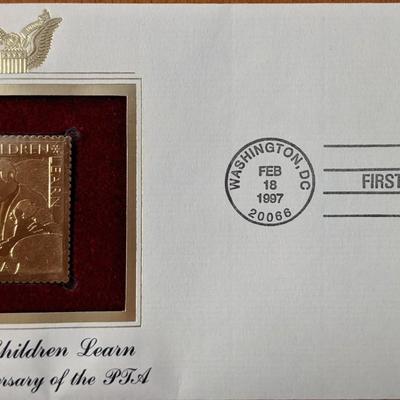 ILDREN
LEARN
WASHINGTON, DC
FEB
18
1997
20066
FIRST
Children Learn
ersary of the PTA